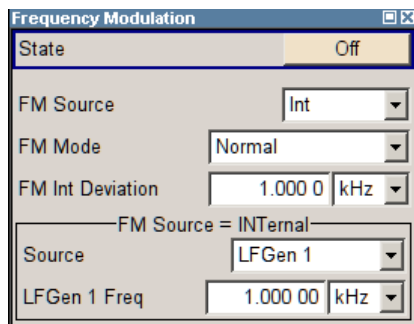 Frequency Modulation
State Off
FM Source Int
FM Mode Normal
FM Int Deviation 1.000 0 kHz
FM Source = INTernal
Source LFGen 1
LFGen 1 Freq 1.000 00 kHz